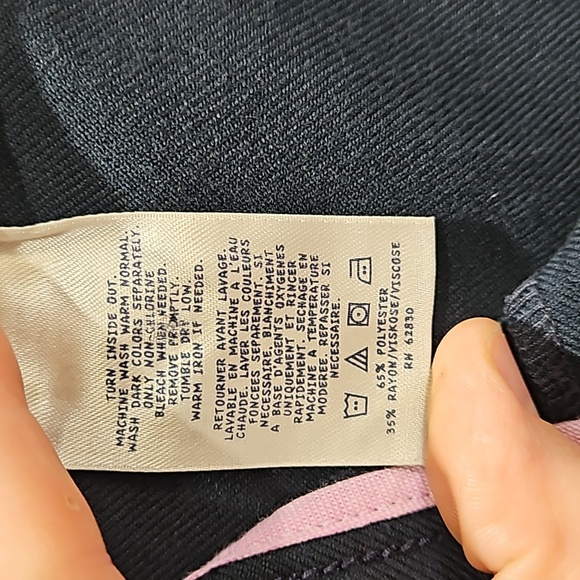 TURN INSIDE OUT.
MACHINE WASH WARM NORMAL.
WASH DARK COLORS SEPARATELY.
ONLY NON-CHLORINE
BLEACH WHEN NEEDED.
REMOVE PROMPTLY.
TUMBLE DRY LOW.
WARM IRON IF NEEDED.
RETOURNER AVANT LAVAGE.
LAVABLE EN MACHINE A L'EAU
CHAUDE. LAVER LES COULEURS
FONCÉES SEPAREMENT. SI
NECESSAIRE, BLANCHIMENT
A BASE D'AGENTS OXYGENES
UNIQUEMENT ET RINCER
RAPIDEMENT. SECHAGE EN
MACHINE A TEMPERATURE
MODEREE. REPASSER SI
NECESSAIRE.
65% POLYESTER
35% RAYON/VISKOSE/VISCOSE
RN 62830